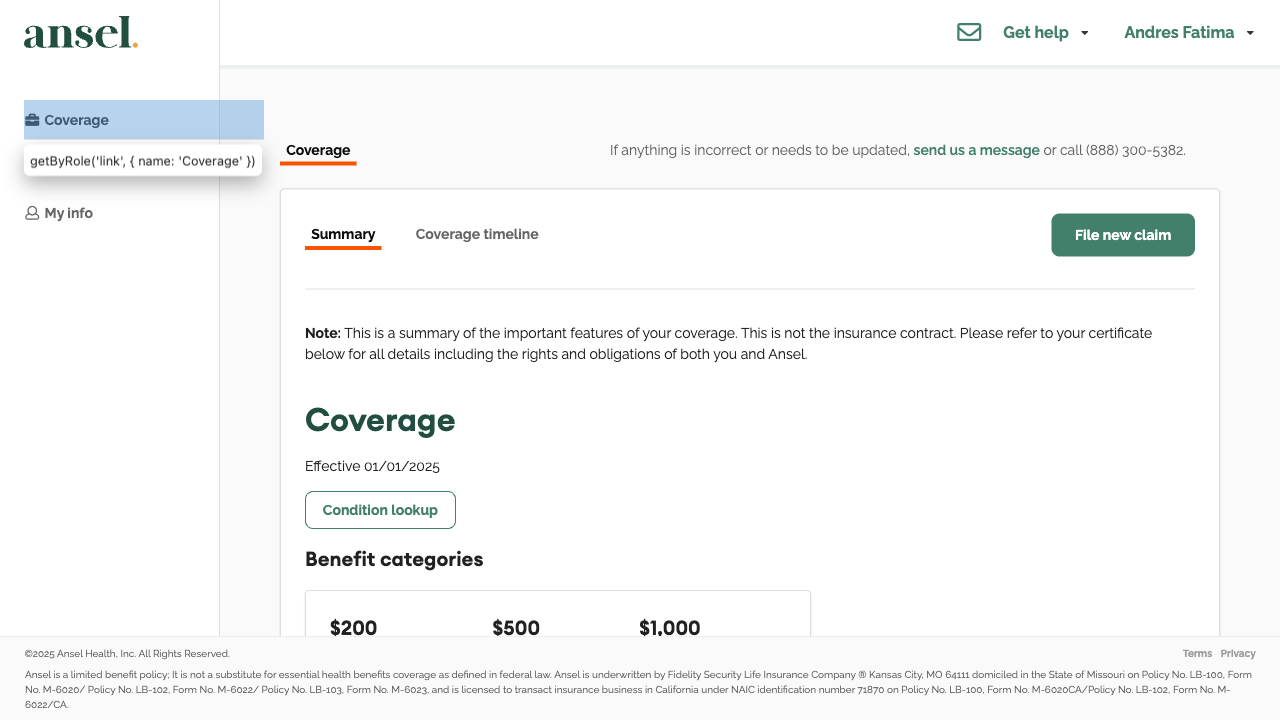 ansel.
Get help
Andres Fatima
Coverage
getByRole('link', { name: 'Coverage' })
My info
Coverage
If anything is incorrect or needs to be updated, send us a message or call (888) 300-5382.
Summary
Coverage timeline
File new claim
Note: This is a summary of the important features of your coverage. This is not the insurance contract. Please refer to your certificate
below for all details including the rights and obligations of both you and Ansel.
Coverage
Effective 01/01/2025
Condition lookup
Benefit categories
$200
$500
$1,000
©2025 Ansel Health, Inc. All Rights Reserved.
Terms
Privacy
Ansel is a limited benefit policy; It is not a substitute for essential health benefits coverage as defined in federal law. Ansel is underwritten by Fidelity Security Life Insurance Company ® Kansas City, MO 64111 domiciled in the State of Missouri on Policy No. LB-100, Form
No. M-6020/ Policy No. LB-102, Form No. M-6022/ Policy No. LB-103, Form No. M-6023, and is licensed to transact insurance business in California under NAIC identification number 71870 on Policy No. LB-100, Form No. M-6020CA/Policy No. LB-102, Form No. M-
6022/CA.